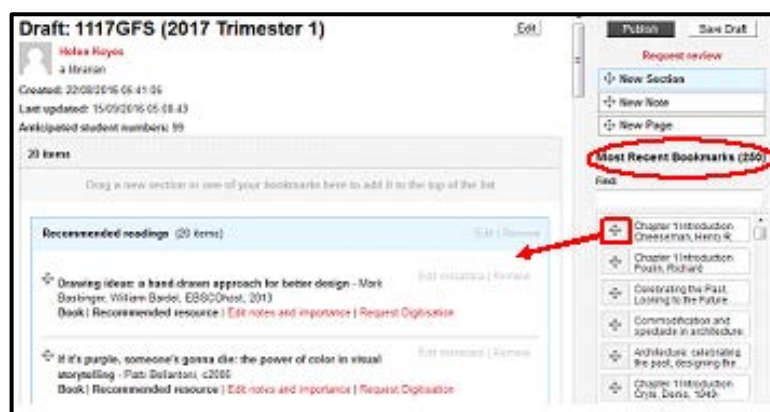 Draft: 1117GFS (2017 Trimester 1)
Edit
Helen Keyes
a librarian
Created: 22/08/2016 05:41:06
Last updated: 15/09/2016 05:08:43
Anticipated student numbers: 99
20 items
Drag a new section or one of your bookmarks here to add it to the top of the list
Recommended readings (20 items)
Edit | Remove
Edit metadata | Remove
Drawing ideas: a hand drawn approach for better design - Mark
Baskinger, William Bardel, EBSCOhost, 2013
Book | Recommended resource | Edit notes and importance | Request Digitisation
Edit metadata | Remove
If it's purple, someone's gonna die: the power of color in visual
storytelling - Patti Bellantoni, c2005
Book | Recommended resource | Edit notes and importance | Request Digitisation
Publish
Save Draft
Request review
New Section
New Note
New Page
Most Recent Bookmarks (250)
Find:
Chapter 1 Introduction
Cheeseman, Henry R.
Chapter 1 Introduction
Poulin, Richard
Celebrating the Past,
Looking to the Future
Commodification and
spectacle in architecture
Architecture: celebrating
the past, designing the
Chapter 1 Introduction